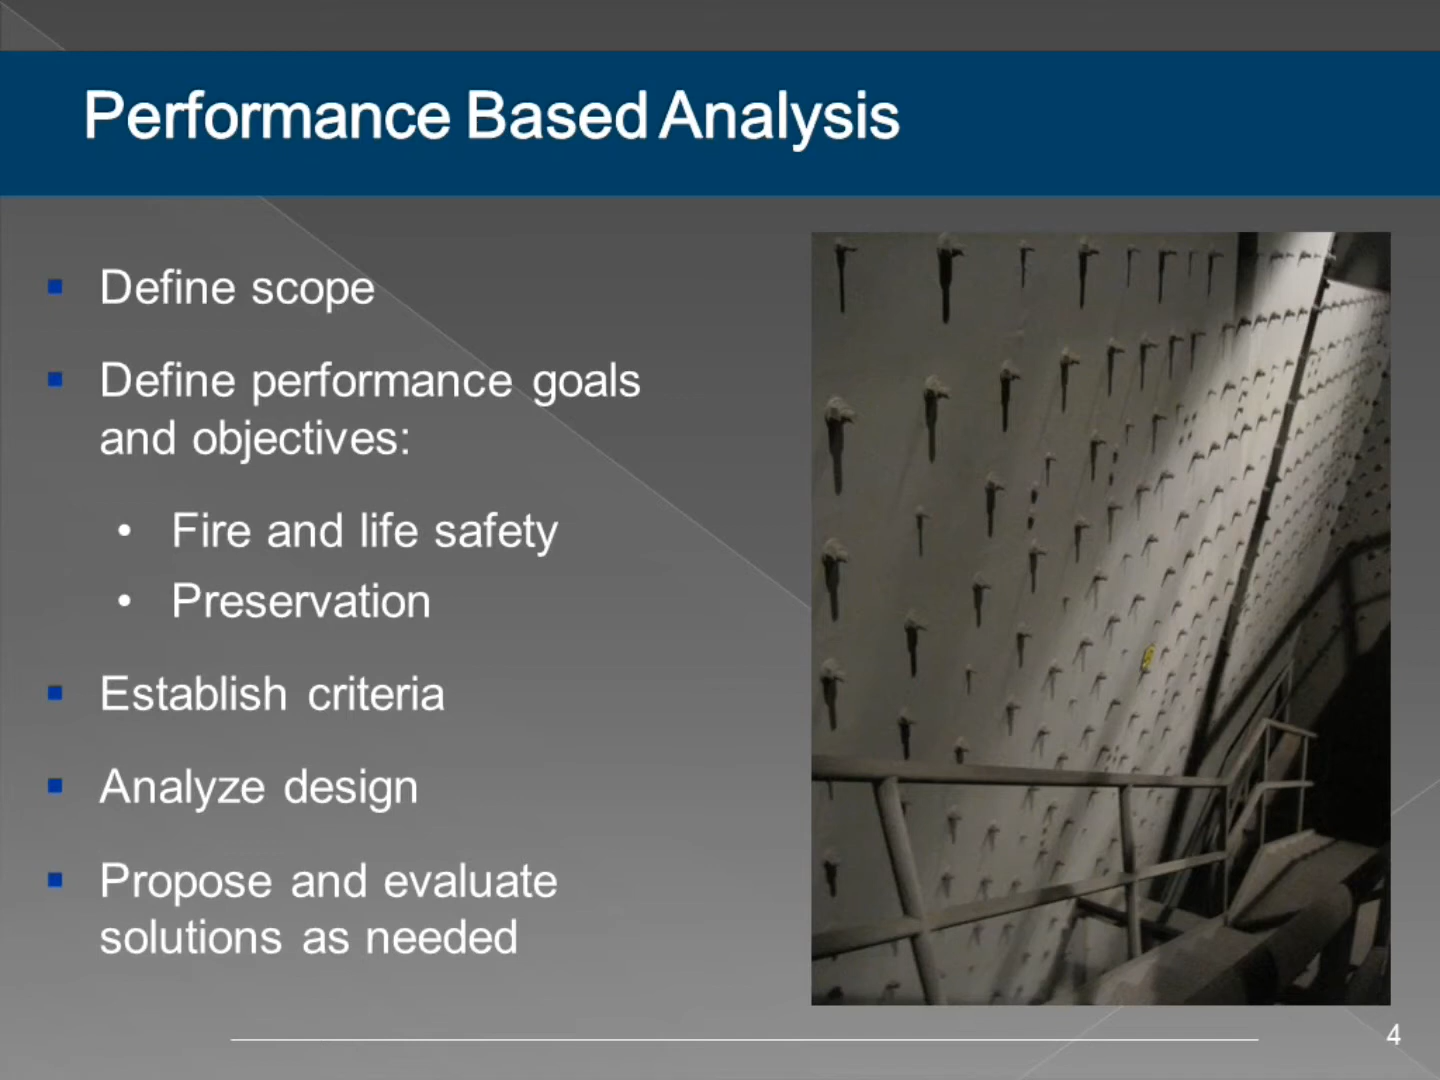 Performance Based Analysis
Define scope
Define performance goals
and objectives:
Fire and life safety
Preservation
Establish criteria
Analyze design
Propose and evaluate
solutions as needed
4